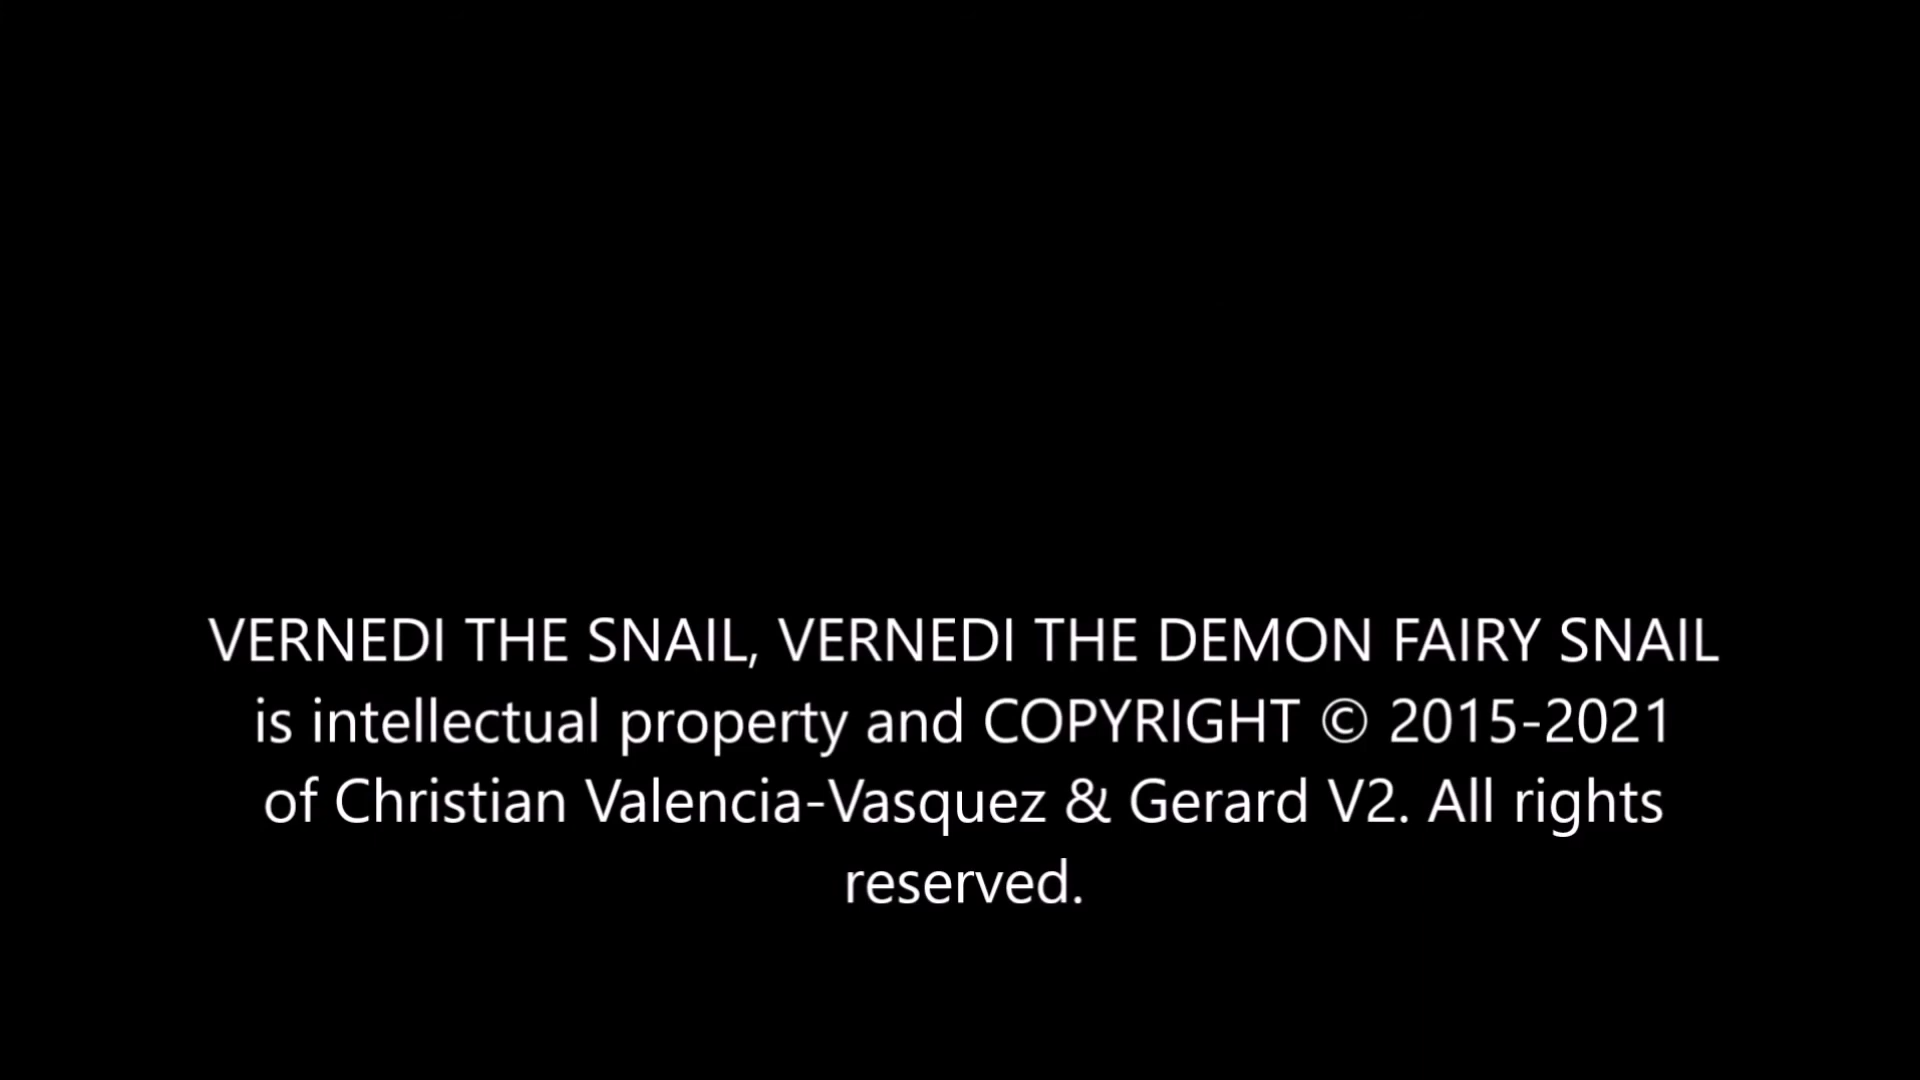 VERNEDI THE SNAIL, VERNEDI THE DEMON FAIRY SNAIL
is intellectual property and COPYRIGHT © 2015-2021
of Christian Valencia-Vasquez & Gerard V2. All rights
reserved.